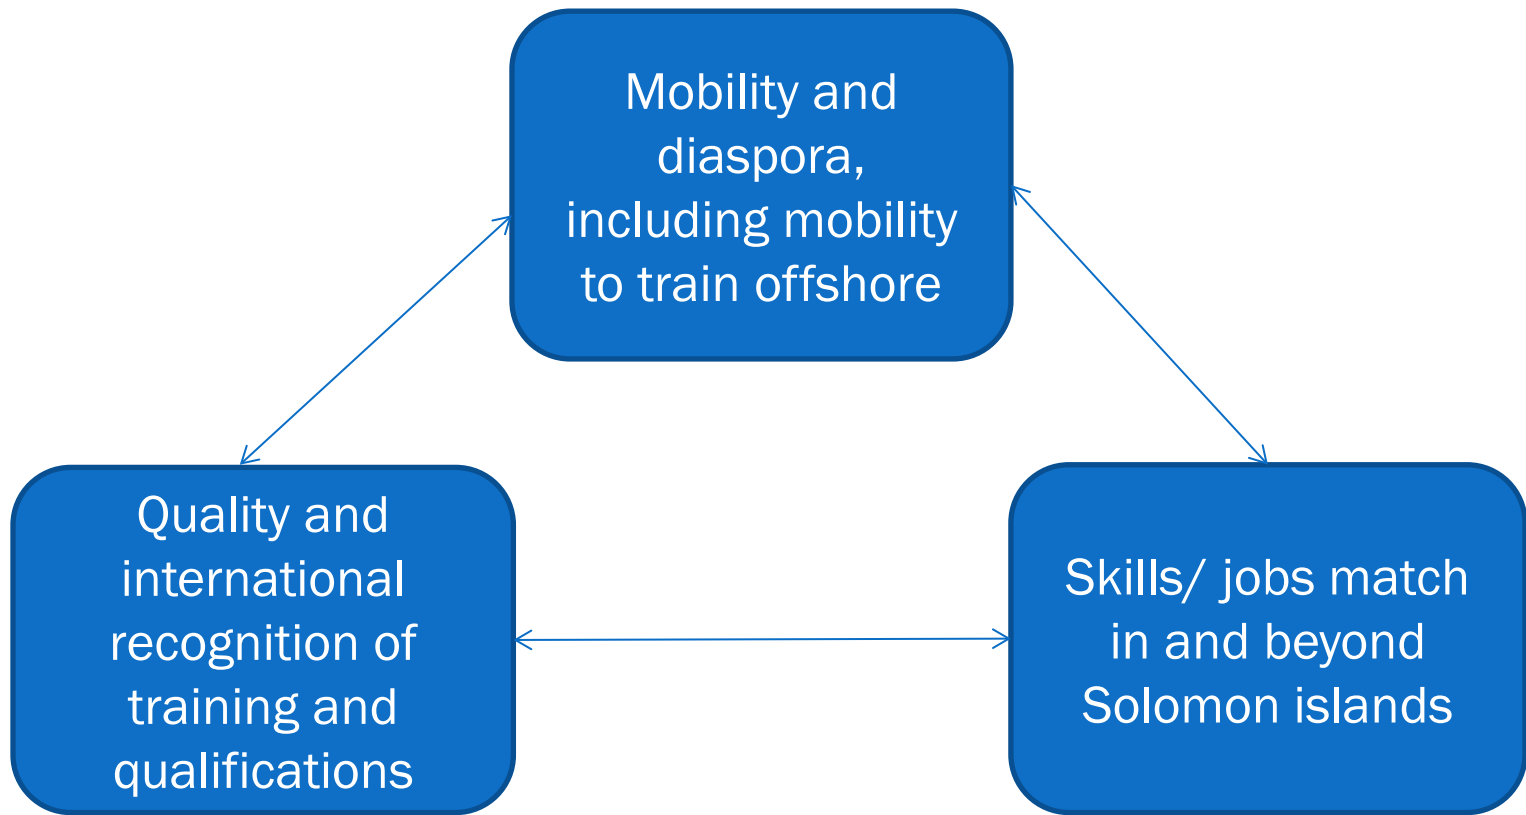 Mobility and
diaspora,
including mobility
to train offshore
Quality and
international
recognition of
training and
qualifications
Skills/ jobs match
in and beyond
Solomon islands